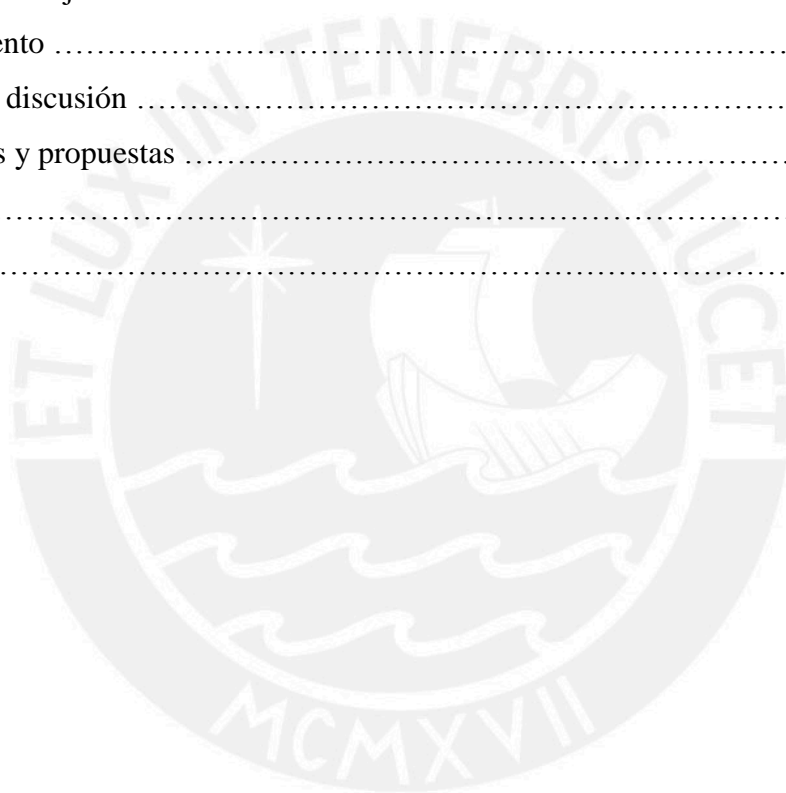 ento ........................................................................
discusión ........................................................................
s y propuestas ........................................................................
........................................................................
........................................................................
ET LUX IN TENEBRIS LUCET
MCMXVII